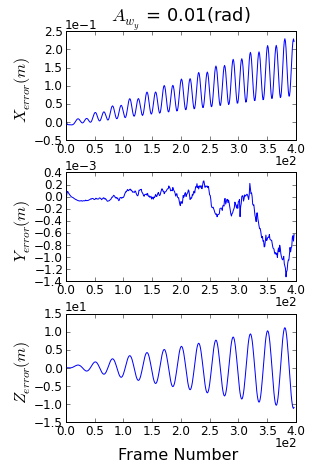 A_{w_y} = 0.01(rad)
1e−1
2.5
2.0
1.5
1.0
0.5
0.0
−0.5
X_{error}(m)
0.0 0.5 1.0 1.5 2.0 2.5 3.0 3.5 4.0
1e2
1e−3
0.4
0.2
0.0
−0.2
−0.4
−0.6
−0.8
−1.0
−1.2
−1.4
Y_{error}(m)
0.0 0.5 1.0 1.5 2.0 2.5 3.0 3.5 4.0
1e2
1e1
1.5
1.0
0.5
0.0
−0.5
−1.0
−1.5
Z_{error}(m)
0.0 0.5 1.0 1.5 2.0 2.5 3.0 3.5 4.0
1e2
Frame Number